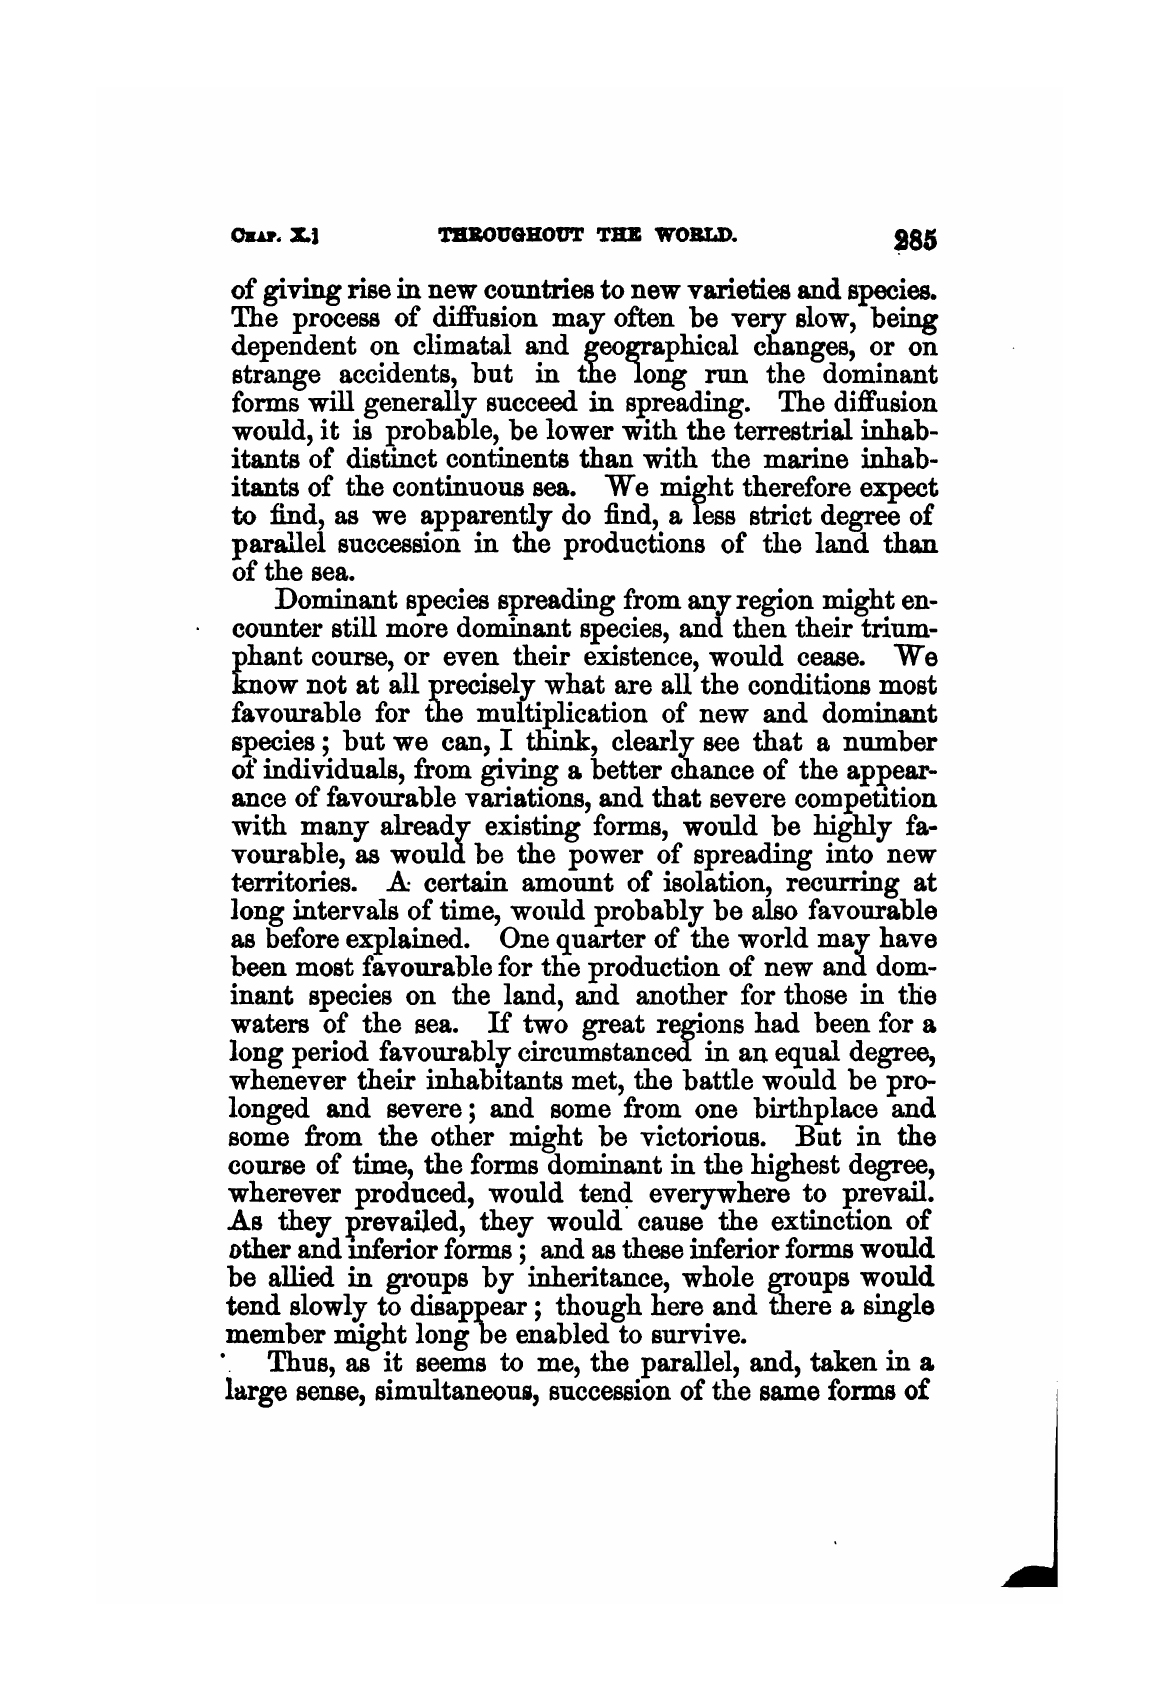 CHAP. X.] THROUGHOUT THE WORLD. 285
of giving rise in new countries to new varieties and species.
The process of diffusion may often be very slow, being
dependent on climatal and geographical changes, or on
strange accidents, but in the long run the dominant
forms will generally succeed in spreading. The diffusion
would, it is probable, be lower with the terrestrial inhab-
itants of distinct continents than with the marine inhab-
itants of the continuous sea. We might therefore expect
to find, as we apparently do find, a less strict degree of
parallel succession in the productions of the land than
of the sea.
Dominant species spreading from any region might en-
counter still more dominant species, and then their trium-
phant course, or even their existence, would cease. We
know not at all precisely what are all the conditions most
favourable for the multiplication of new and dominant
species; but we can, I think, clearly see that a number
of individuals, from giving a better chance of the appear-
ance of favourable variations, and that severe competition
with many already existing forms, would be highly fa-
vourable, as would be the power of spreading into new
territories. A certain amount of isolation, recurring at
long intervals of time, would probably be also favourable
as before explained. One quarter of the world may have
been most favourable for the production of new and dom-
inant species on the land, and another for those in the
waters of the sea. If two great regions had been for a
long period favourably circumstanced in an equal degree,
whenever their inhabitants met, the battle would be pro-
longed and severe; and some from one birthplace and
some from the other might be victorious. But in the
course of time, the forms dominant in the highest degree,
wherever produced, would tend everywhere to prevail.
As they prevailed, they would cause the extinction of
other and inferior forms; and as these inferior forms would
be allied in groups by inheritance, whole groups would
tend slowly to disappear; though here and there a single
member might long be enabled to survive.
Thus, as it seems to me, the parallel, and, taken in a
large sense, simultaneous, succession of the same forms of